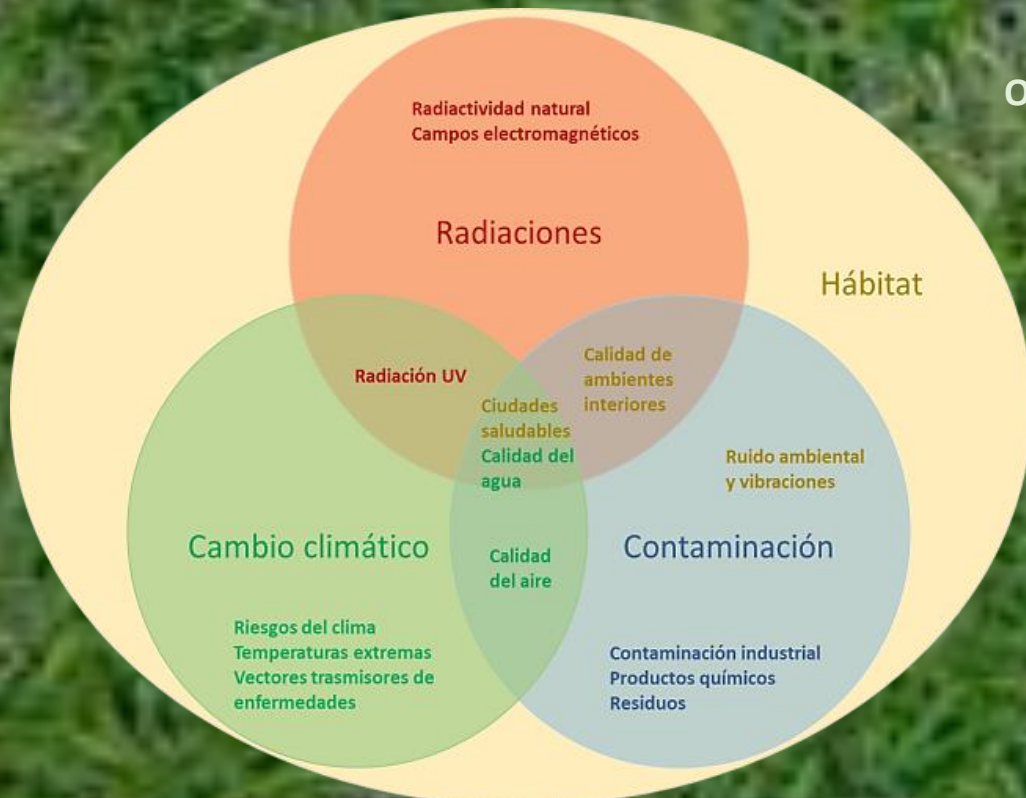 Radiactividad natural
Campos electromagnéticos
Radiaciones
Hábitat
Radiación UV
Calidad de
ambientes
interiores
Ciudades
saludables
Calidad del
agua
Ruido ambiental
y vibraciones
Cambio climático
Calidad
del aire
Contaminación
Riesgos del clima
Temperaturas extremas
Vectores trasmisores de
enfermedades
Contaminación industrial
Productos químicos
Residuos